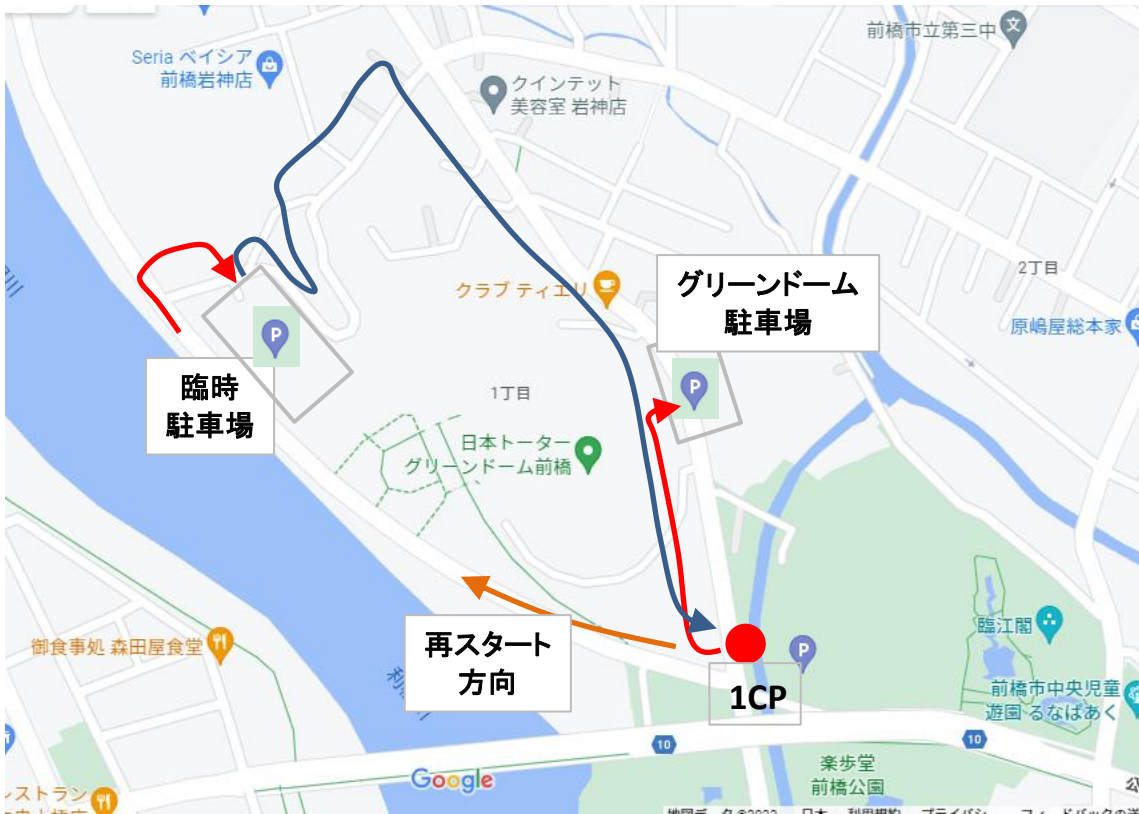 前橋市立第三中
Seria ベイシア
前橋岩神店
クインテット
美容室 岩神店
2丁目
クラブ ティエリ
グリーンドーム
駐車場
P
原嶋屋総本家
P
臨時
駐車場
1丁目
日本トーター
グリーンドーム前橋
臨江閣
再スタート
方向
御食事処 森田屋食堂
P
1CP
前橋市中央児童
遊園 るなぱあく
10
10
楽歩堂
前橋公園
Google